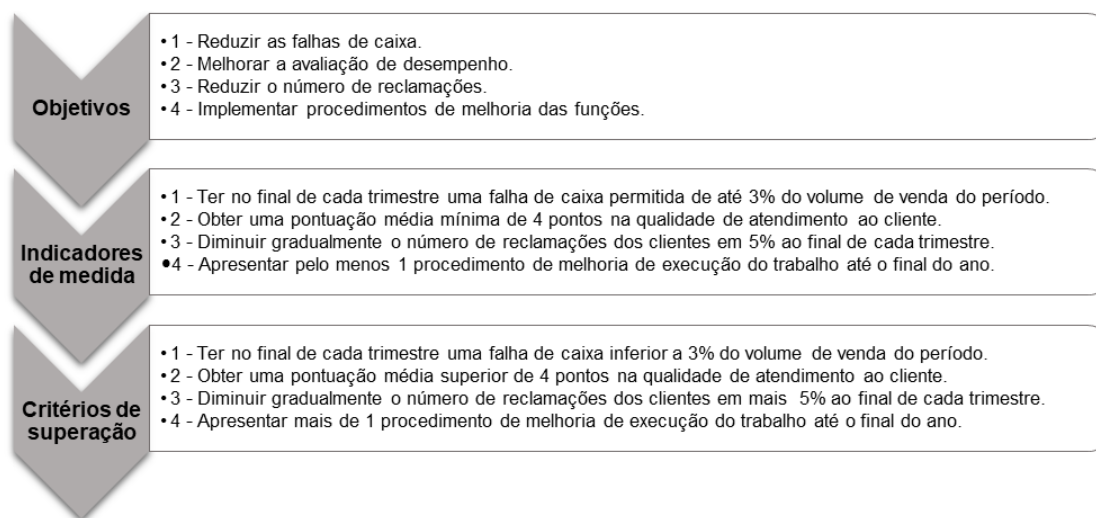 Objetivos
• 1 - Reduzir as falhas de caixa.
• 2 - Melhorar a avaliação de desempenho.
• 3 - Reduzir o número de reclamações.
• 4 - Implementar procedimentos de melhoria das funções.
Indicadores
de medida
• 1 - Ter no final de cada trimestre uma falha de caixa permitida de até 3% do volume de venda do período.
• 2 - Obter uma pontuação média mínima de 4 pontos na qualidade de atendimento ao cliente.
• 3 - Diminuir gradualmente o número de reclamações dos clientes em 5% ao final de cada trimestre.
•4 - Apresentar pelo menos 1 procedimento de melhoria de execução do trabalho até o final do ano.
Critérios de
superação
• 1 - Ter no final de cada trimestre uma falha de caixa inferior a 3% do volume de venda do período.
• 2 - Obter uma pontuação média superior de 4 pontos na qualidade de atendimento ao cliente.
• 3 - Diminuir gradualmente o número de reclamações dos clientes em mais 5% ao final de cada trimestre.
• 4 - Apresentar mais de 1 procedimento de melhoria de execução do trabalho até o final do ano.